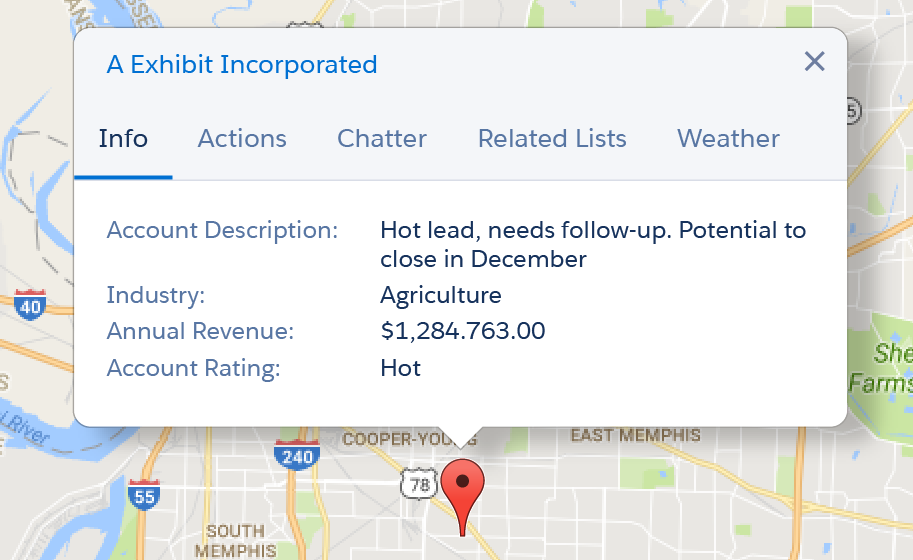 A Exhibit Incorporated
Info Actions Chatter Related Lists Weather
Account Description: Hot lead, needs follow-up. Potential to
close in December
Industry: Agriculture
Annual Revenue: $1,284.763.00
Account Rating: Hot
40
5
She
Farms
River
COOPER-YOUNG
EAST MEMPHIS
240
78
55
SOUTH
MEMPHIS